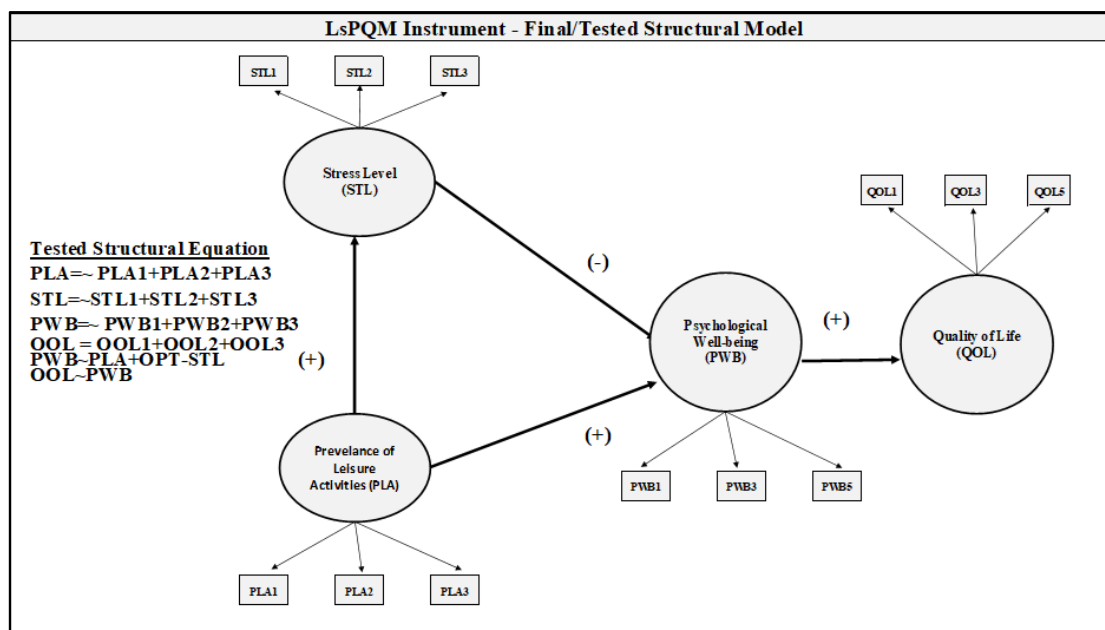 LsPQM Instrument - Final/Tested Structural Model
STL1
STL2
STL3
Stress Level
(STL)
QOL1
QOL3
QOL5
Tested Structural Equation
PLA=~ PLA1+PLA2+PLA3
STL=~STL1+STL2+STL3
PWB=~ PWB1+PWB2+PWB3
OOL = OOL1+OOL2+OOL3
PWB~PLA+OPT-STL
OOL~PWB
(+)
(-)
Psychological
Well-being
(PWB)
(+)
Quality of Life
(QOL)
(+)
Prevelance of
Leisure
Activities (PLA)
PWB1
PWB3
PWB5
PLA1
PLA2
PLA3